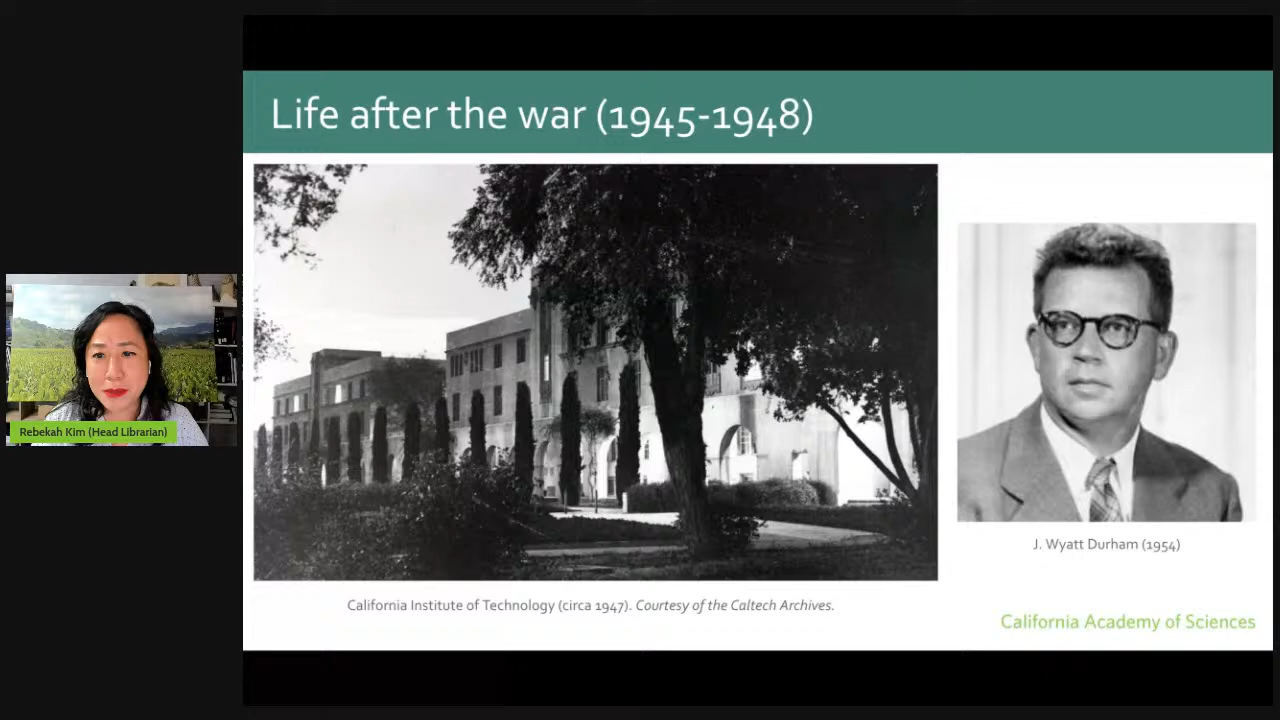 Life after the war (1945-1948)
Rebekah Kim (Head Librarian)
J. Wyatt Durham (1954)
California Institute of Technology (circa 1947). Courtesy of the Caltech Archives.
California Academy of Sciences